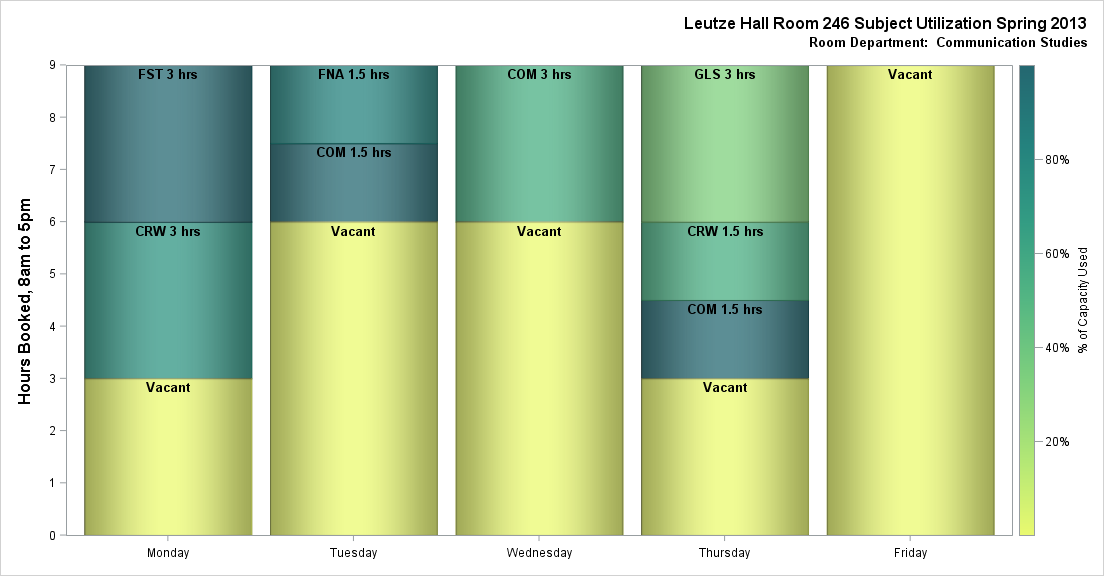 Leutze Hall Room 246 Subject Utilization Spring 2013
Room Department:  Communication Studies
Hours Booked, 8am to 5pm
9
8
7
6
5
4
3
2
1
0
FST 3 hrs
CRW 3 hrs
Vacant
FNA 1.5 hrs
COM 1.5 hrs
Vacant
COM 3 hrs
Vacant
GLS 3 hrs
CRW 1.5 hrs
COM 1.5 hrs
Vacant
Vacant
Monday
Tuesday
Wednesday
Thursday
Friday
80%
60%
40%
20%
% of Capacity Used